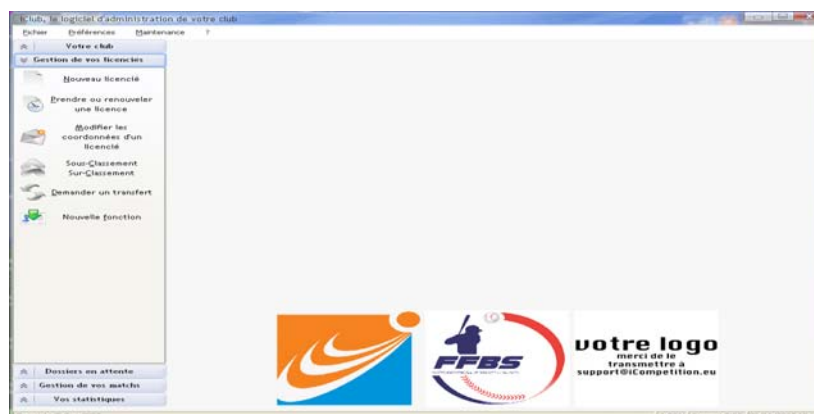 iClub, le logiciel d'administration de votre club
Fichier Préférences Maintenance ?
Votre club
Gestion de vos licencies
Nouveau licencié
Prendre ou renouveler
une licence
Modifier les
coordonnées d'un
licencié
Sous-Classement
Sur-Classement
Demander un transfert
Nouvelle fonction
FFBS
votre logo
merci de le
transmettre à
support@iCompetition.eu
Dossiers en attente
Gestion de vos matchs
Vos statistiques